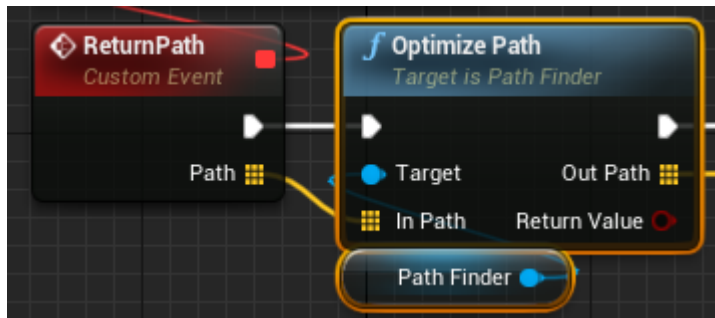 ReturnPath
Custom Event
Path
Optimize Path
Target is Path Finder
Target
Out Path
In Path
Return Value
Path Finder